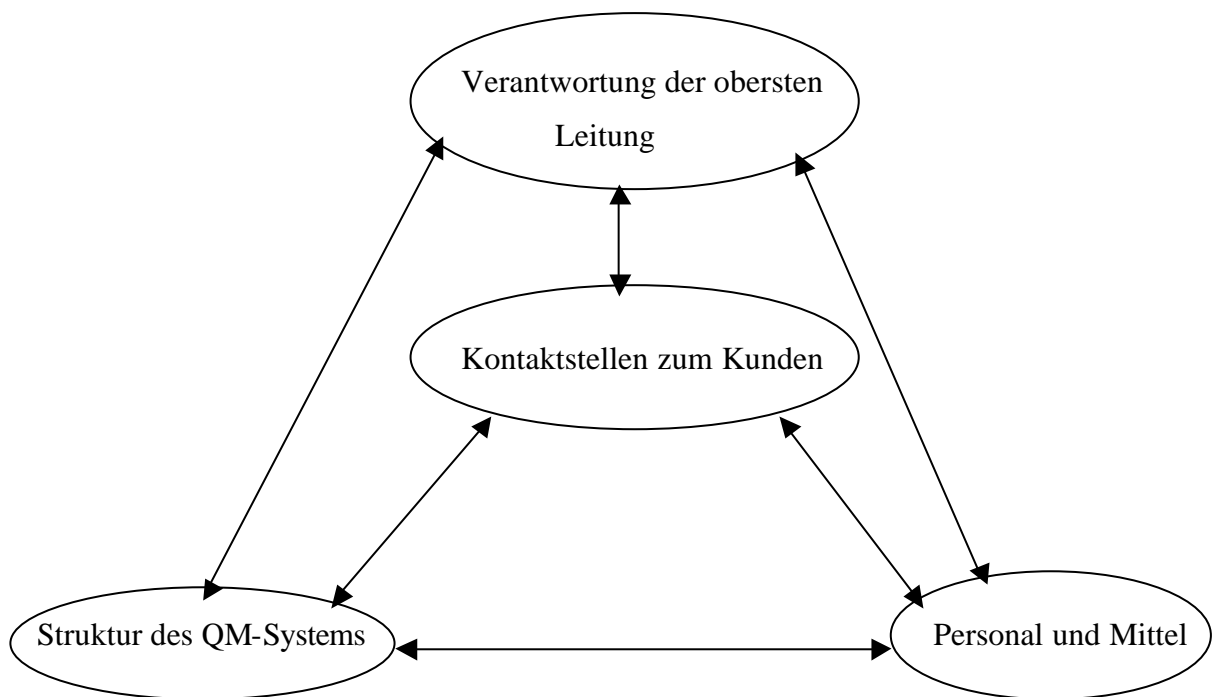 Verantwortung der obersten
Leitung
Kontaktstellen zum Kunden
Struktur des QM-Systems
Personal und Mittel